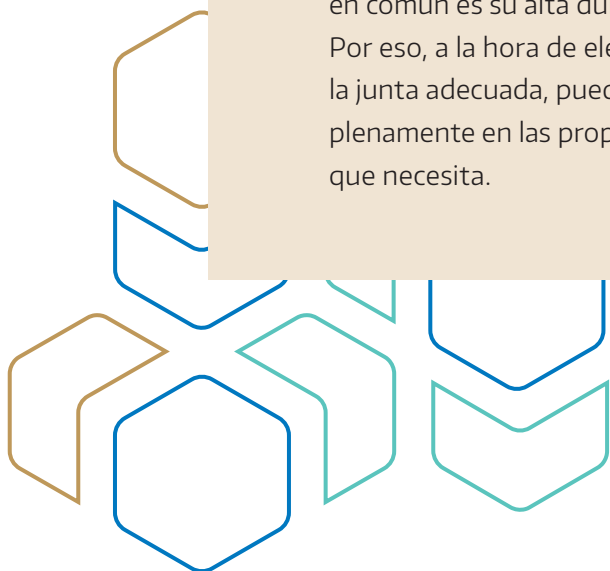 en común es su alta du
Por eso, a la hora de ele
la junta adecuada, pued
plenamente en las prop
que necesita.